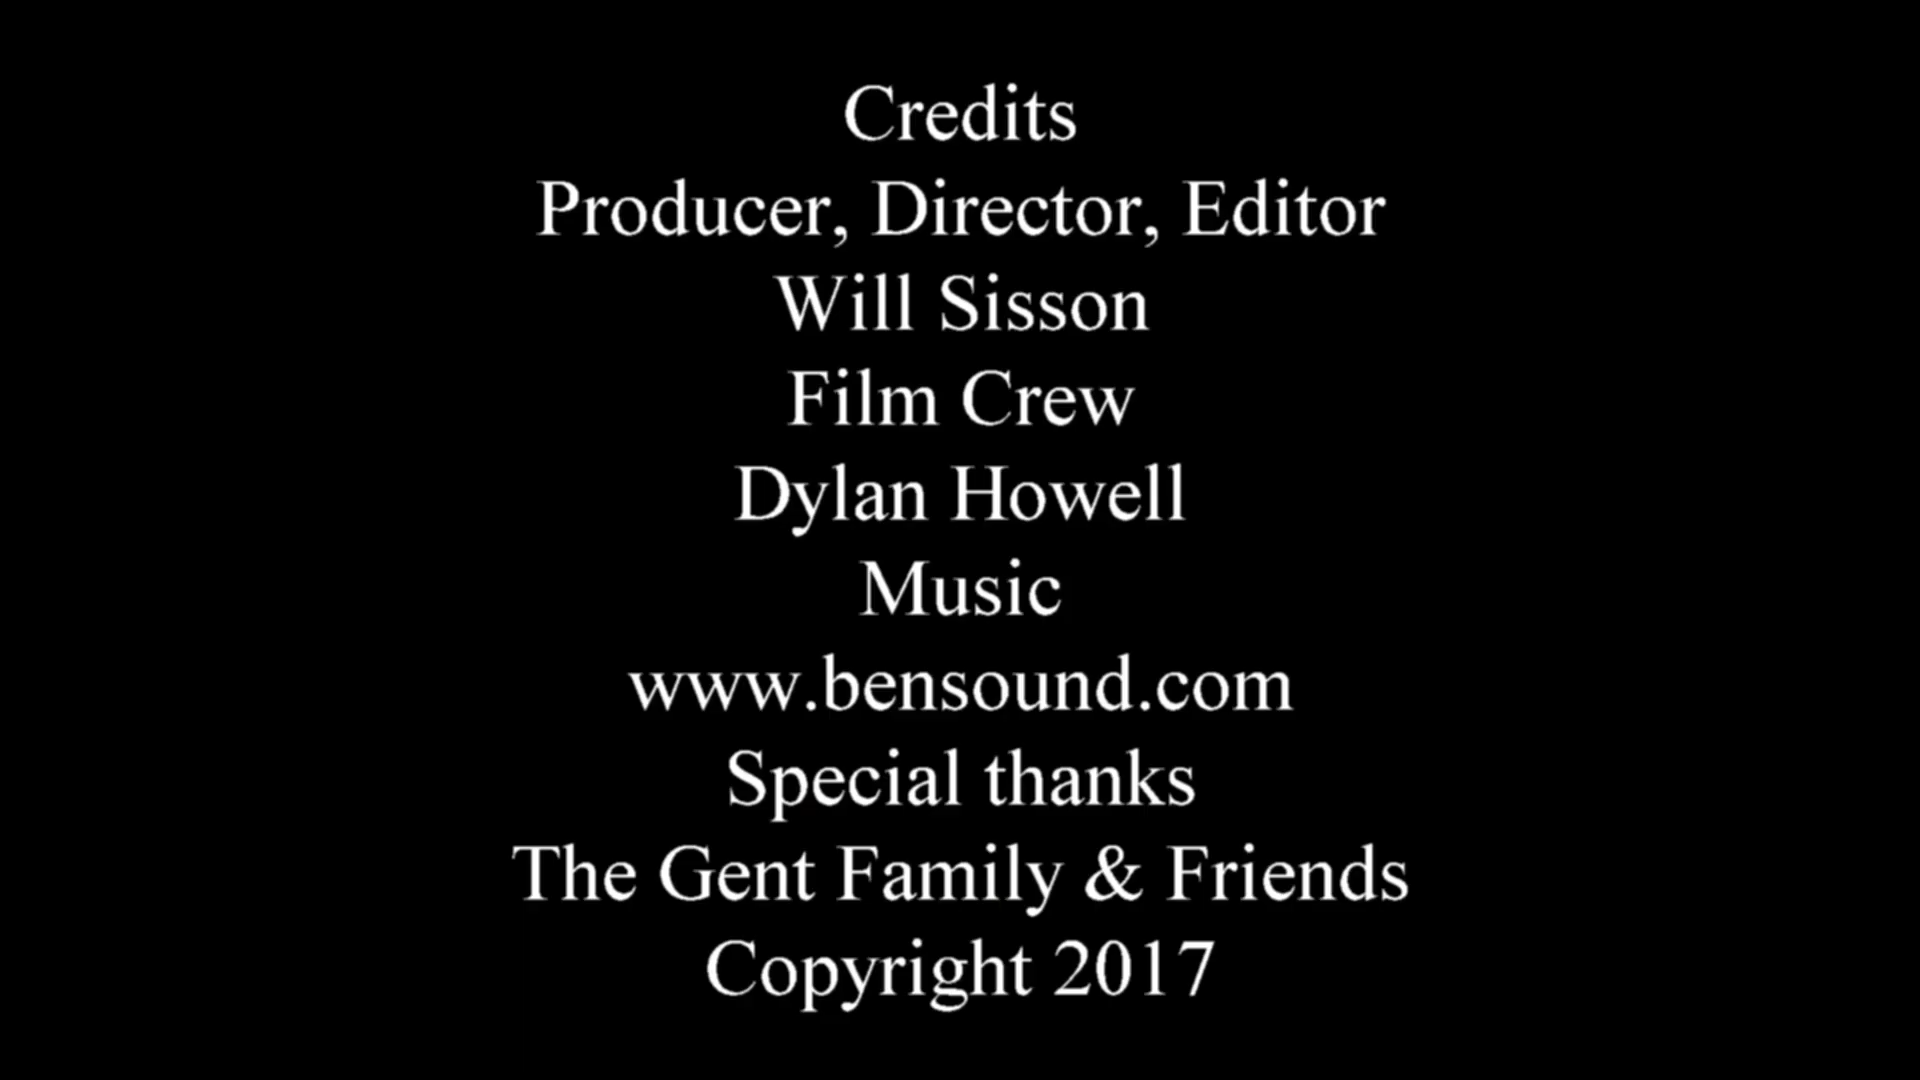 Credits
Producer, Director, Editor
Will Sisson
Film Crew
Dylan Howell
Music
www.bensound.com
Special thanks
The Gent Family & Friends
Copyright 2017